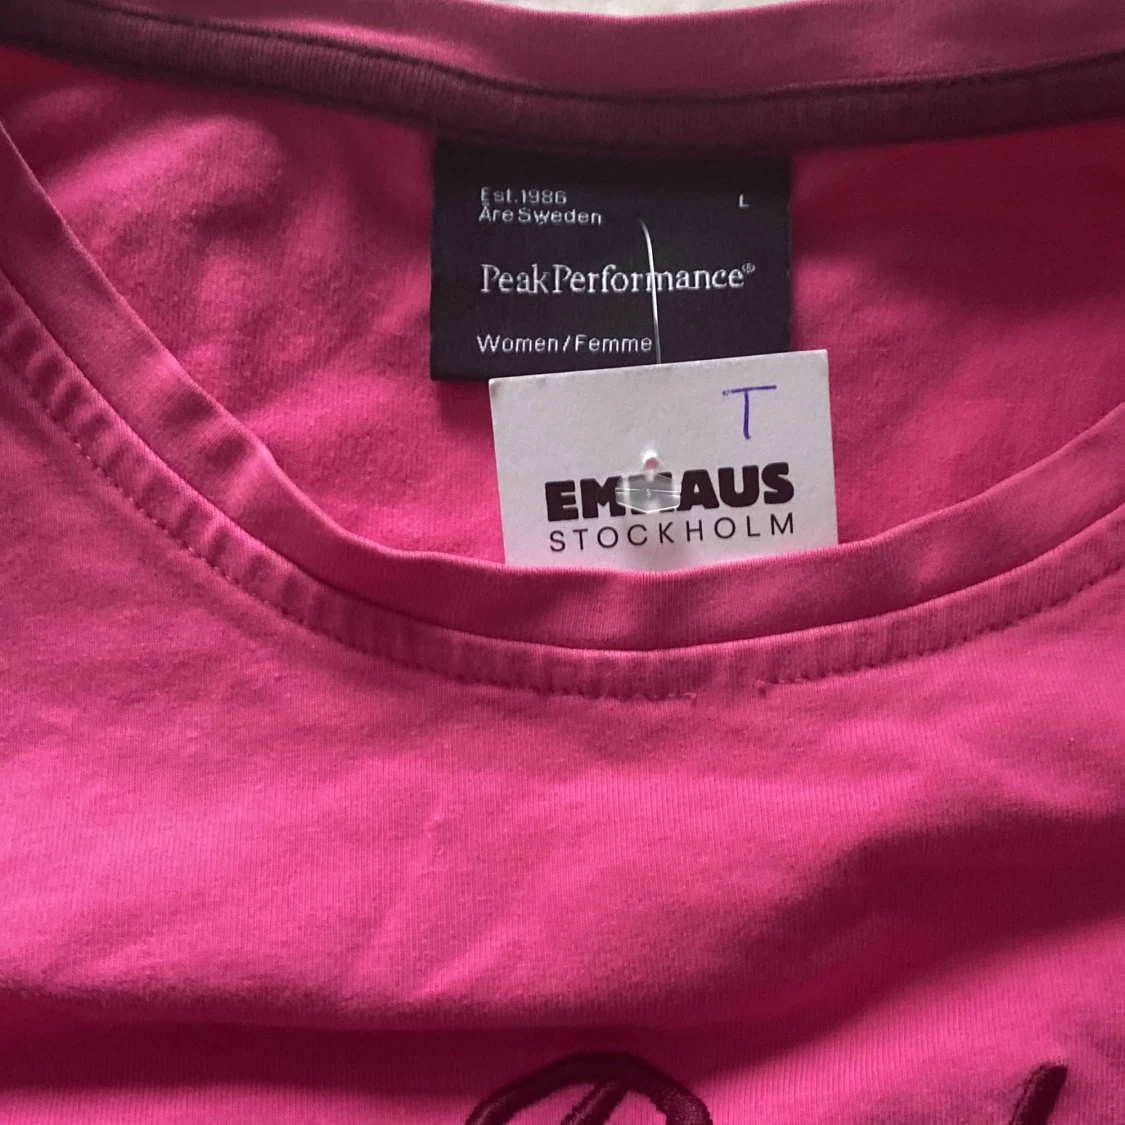 Est.1986
Åre Sweden
L
PeakPerformance®
Women/Femme
T
EMMAUS
STOCKHOLM